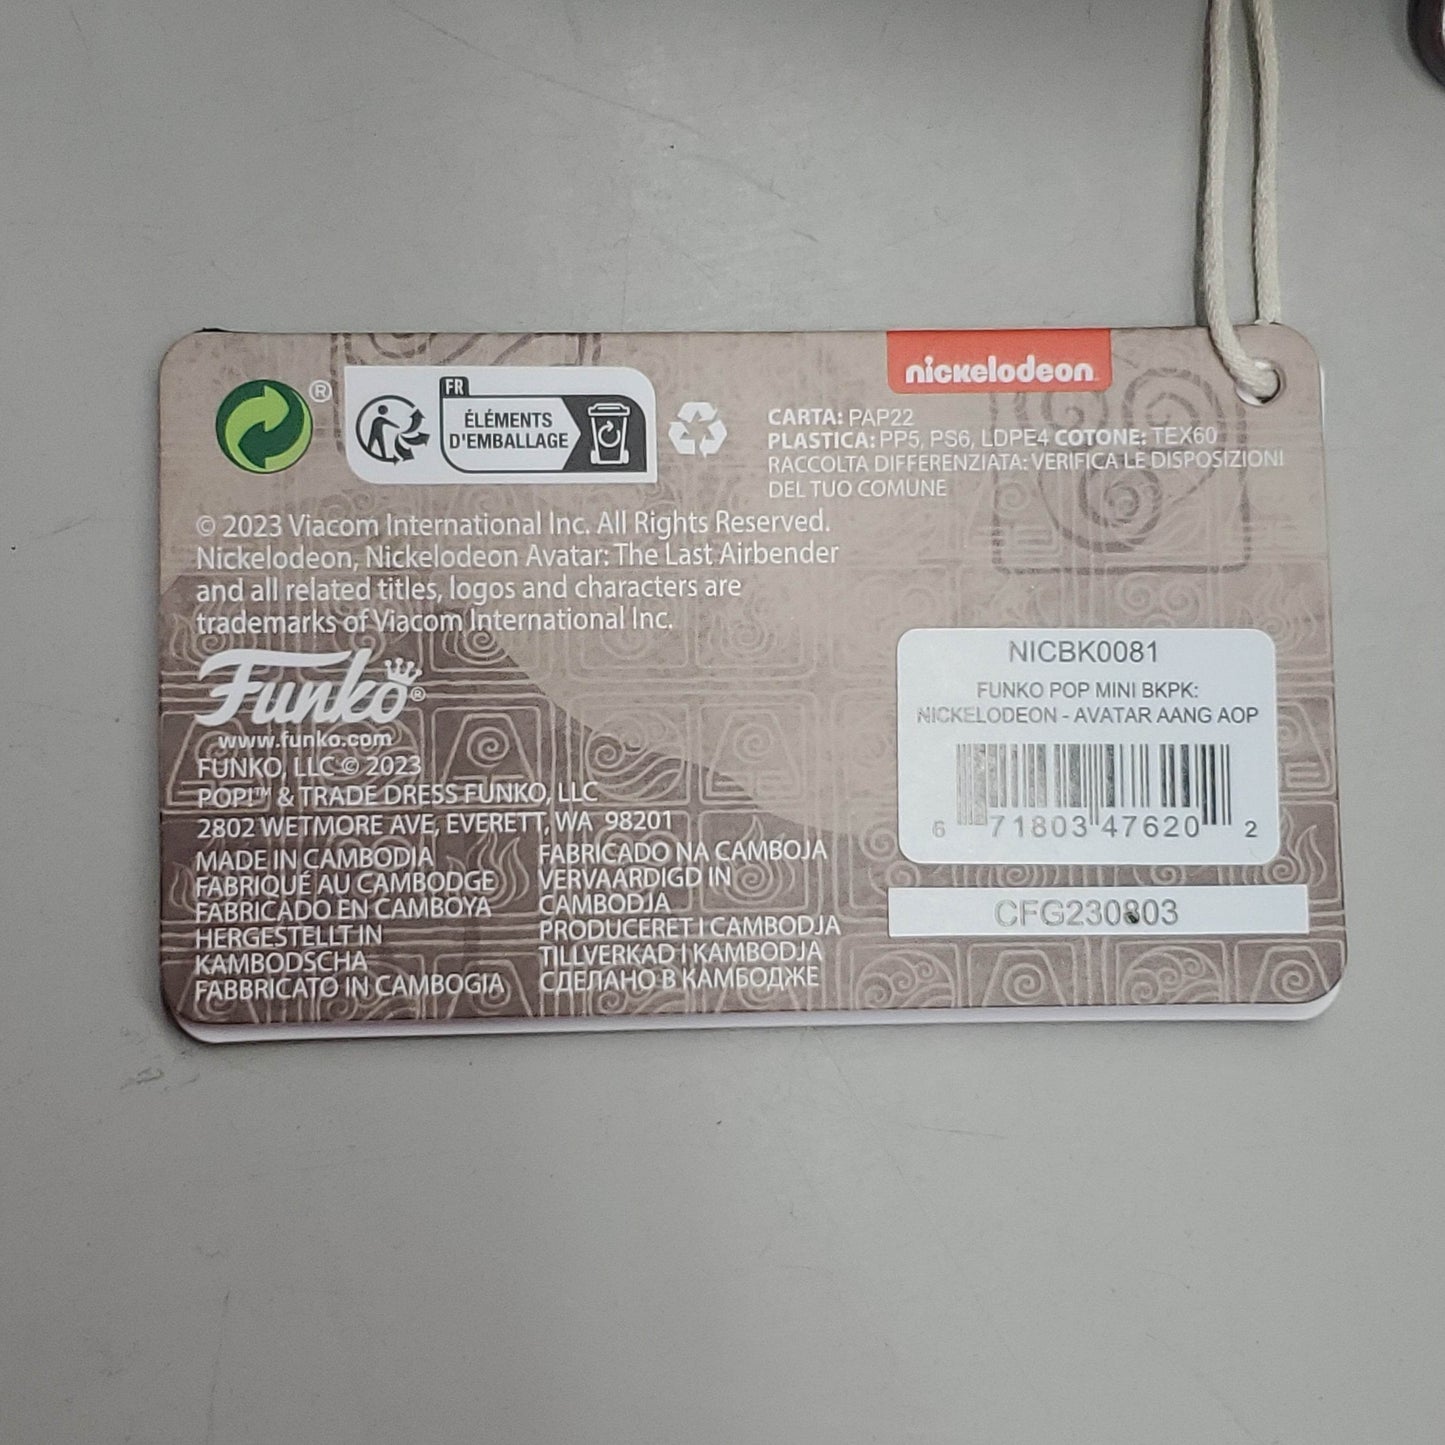 nickelodeon
®
FR
ÉLÉMENTS
D'EMBALLAGE
CARTA: PAP22
PLASTICA: PP5, PS6, LDPE4 COTONE: TEX60
RACCOLTA DIFFERENZIATA: VERIFICA LE DISPOSIZIONI
DEL TUO COMUNE
© 2023 Viacom International Inc. All Rights Reserved.
Nickelodeon, Nickelodeon Avatar: The Last Airbender
and all related titles, logos and characters are
trademarks of Viacom International Inc.
Funko®
www.funko.com
FUNKO, LLC © 2023
POP!™ & TRADE DRESS FUNKO, LLC
2802 WETMORE AVE, EVERETT, WA 98201
MADE IN CAMBODIA
FABRIQUÉ AU CAMBODGE
FABRICADO EN CAMBOYA
HERGESTELLT IN
KAMBODSCHA
FABBRICATO IN CAMBOGIA
FABRICADO NA CAMBOJA
VERVAARDIGD IN
CAMBODJA
PRODUCERET I CAMBODJA
TILLVERKAD I KAMBODJA
СДЕЛАНО В КАМБОДЖЕ
NICBK0081
FUNKO POP MINI BKPK:
NICKELODEON - AVATAR AANG AOP
6 71803 47620 2
CFG230803